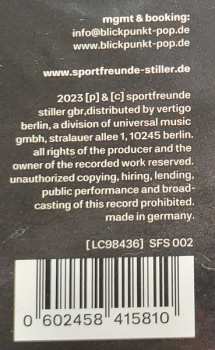 mgmt & booking:
info@blickpunkt-pop.de
www.blickpunkt-pop.de
www.sportfreunde-stiller.de
2023 [p] & [c] sportfreunde
stiller gbr,distributed by vertigo
berlin, a division of universal music
gmbh, stralauer allee 1, 10245 berlin.
all rights of the producer and the
owner of the recorded work reserved.
unauthorized copying, hiring, lending,
public performance and broad-
casting of this record prohibited.
made in germany.
[LC98436] SFS 002
0 602458 415810